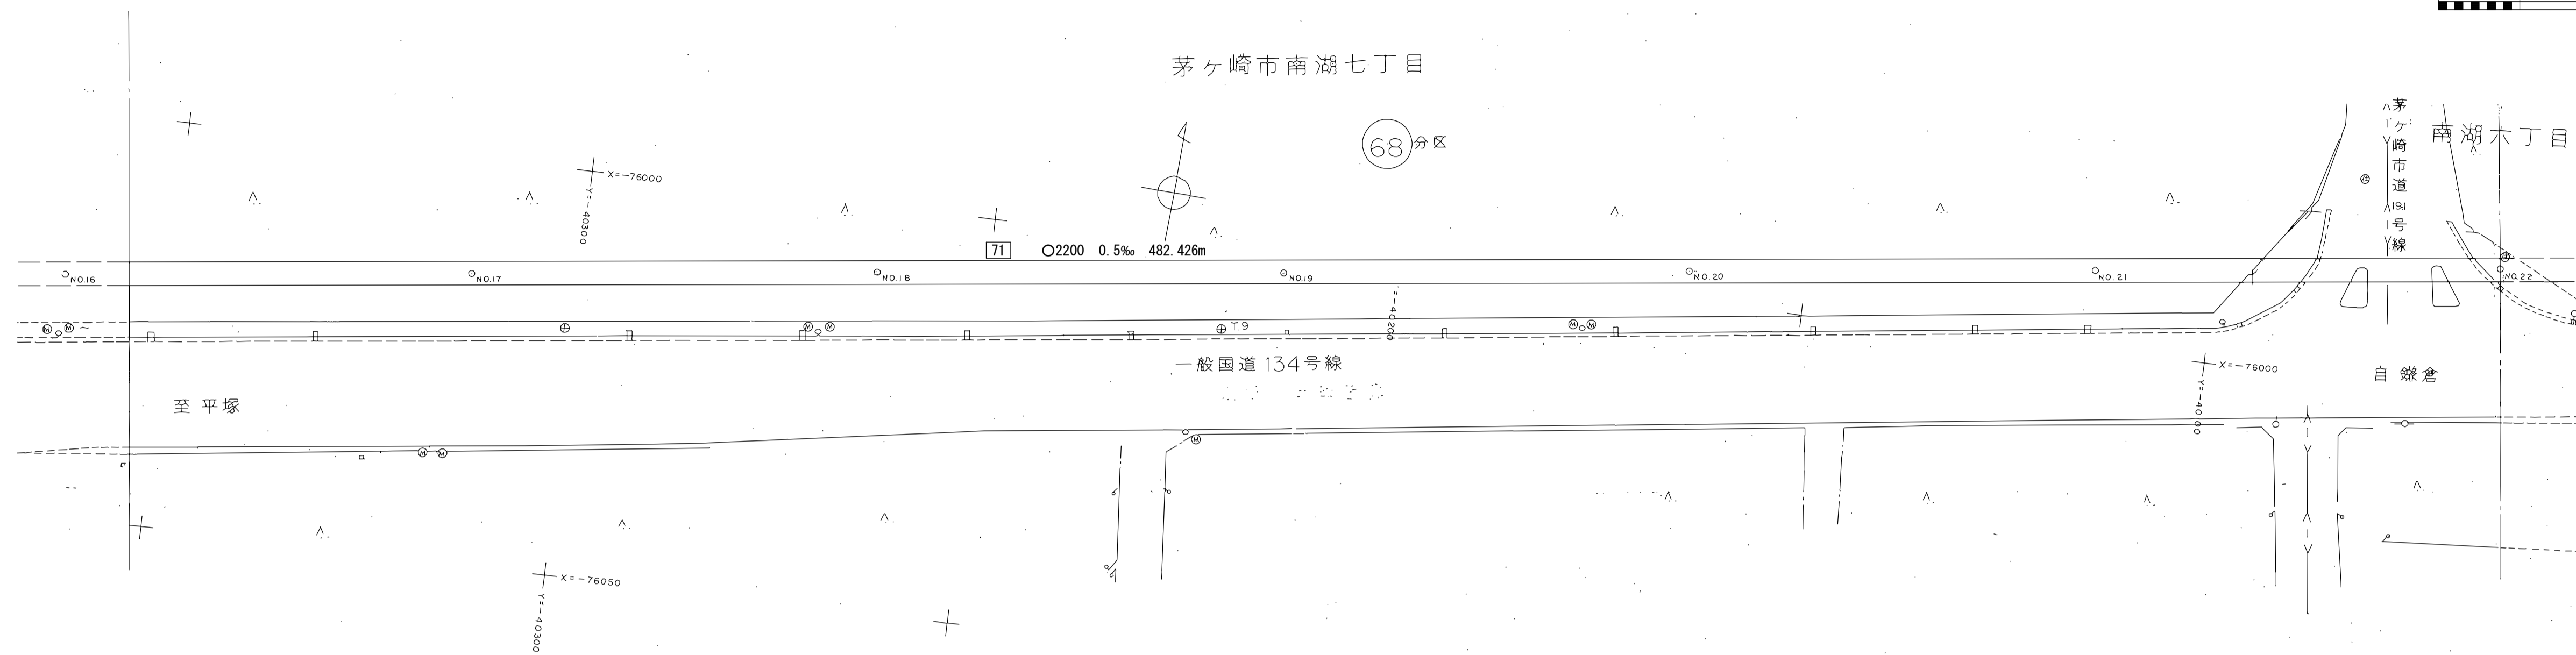 茅ヶ崎市南湖七丁目
68 分区
茅ヶ崎市道191号線
南湖六丁目
X=-76000
Y=-40300
71 ○2200 0.5‰ 482.426m
NO.16
NO.17
NO.18
NO.19
NO.20
NO.21
NO.22
T.9
一般国道134号線
至 平塚
自 鎌倉
X=-76000
X=-76050
Y=-40300